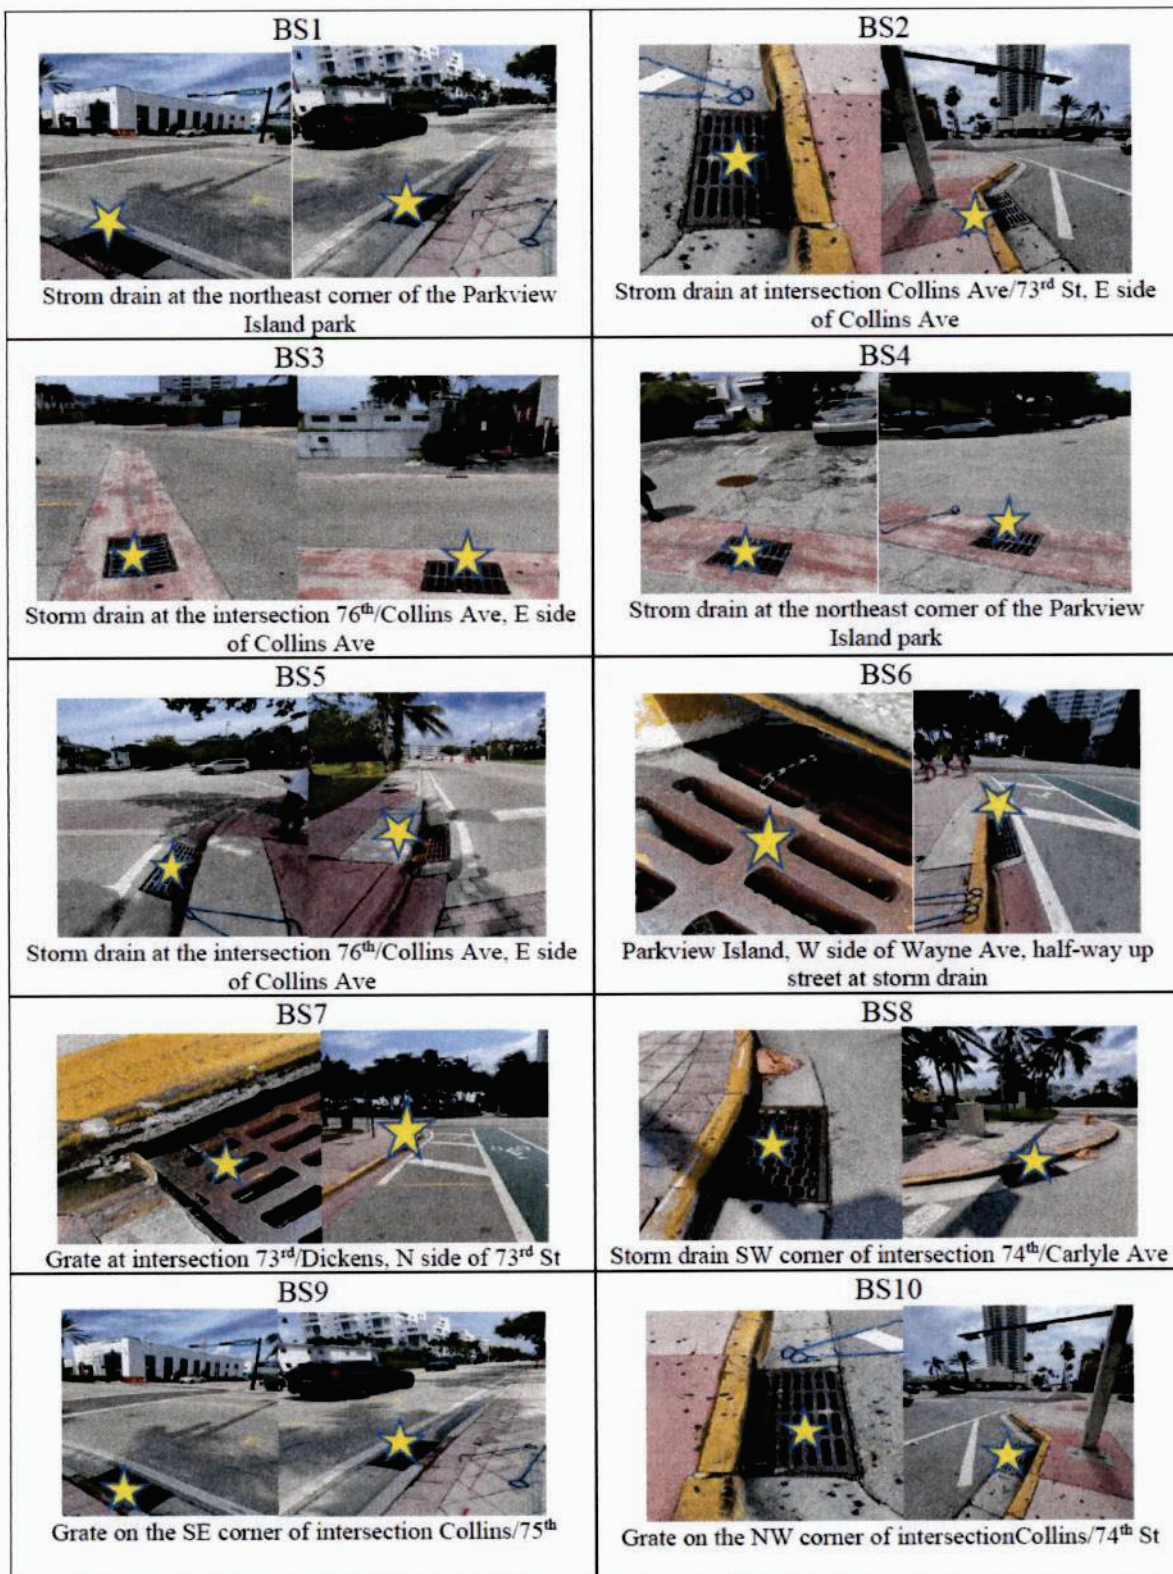 BS1
Strom drain at the northeast corner of the Parkview
Island park
BS2
Strom drain at intersection Collins Ave/73rd St, E side
of Collins Ave
BS3
Storm drain at the intersection 76th/Collins Ave, E side
of Collins Ave
BS4
Strom drain at the northeast corner of the Parkview
Island park
BS5
Storm drain at the intersection 76th/Collins Ave, E side
of Collins Ave
BS6
Parkview Island, W side of Wayne Ave, half-way up
street at storm drain
BS7
Grate at intersection 73rd/Dickens, N side of 73rd St
BS8
Storm drain SW corner of intersection 74th/Carlyle Ave
BS9
Grate on the SE corner of intersection Collins/75th
BS10
Grate on the NW corner of intersectionCollins/74th St